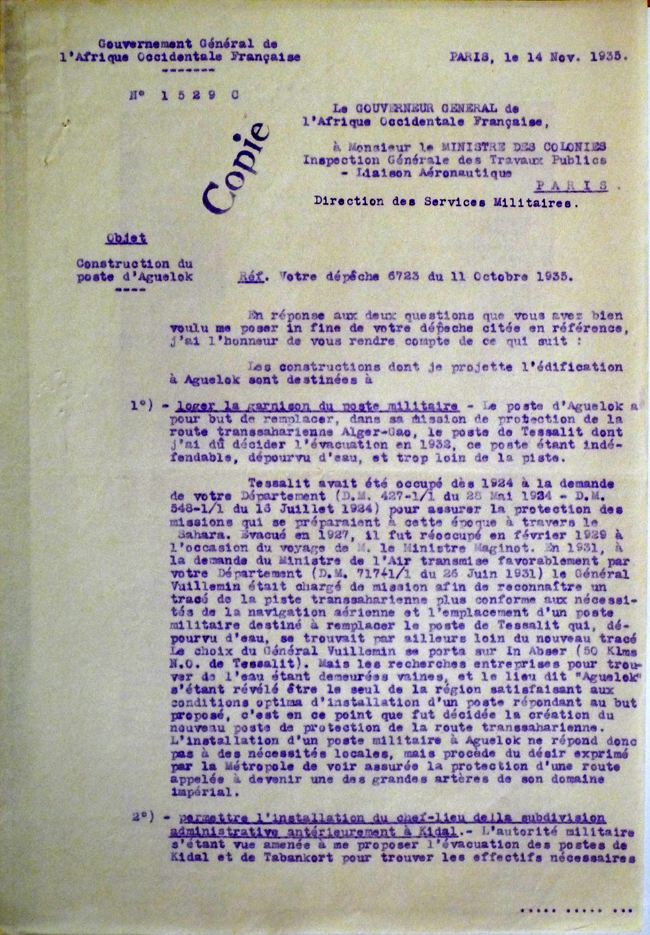 Gouvernement Général de
l'Afrique Occidentale Française
PARIS, le 14 Nov. 1935.
N° 1529 C
Copie
Le GOUVERNEUR GENERAL de
l'Afrique Occidentale Française,
à Monsieur le MINISTRE DES COLONIES
Inspection Générale des Travaux Publics
- Liaison Aéronautique
PARIS.
Direction des Services Militaires.
Objet
Construction du
poste d'Aguelok
Réf. Votre dépêche 6723 du 11 Octobre 1935.
En réponse aux deux questions que vous avez bien
voulu me poser in fine de votre dépeche citée en référence,
j'ai l'honneur de vous rendre compte de ce qui suit :
Les constructions dont je projette l'édification
à Aguelok sont destinées à
1°) - loger la garnison du poste militaire - Le poste d'Aguelok a
pour but de remplacer, dans sa mission de protection de la
route transsaharienne Alger-Gao, le poste de Tessalit dont
j'ai dû décider l'évacuation en 1932, ce poste étant indé-
fendable, dépourvu d'eau, et trop loin de la piste.
Tessalit avait été occupé dès 1924 à la demande
de votre Département (D.M. 427-1/1 du 28 Mai 1924 - D.M.
548-1/1 du 16 Juillet 1924) pour assurer la protection des
missions qui se préparaient à cette époque à travers le
Sahara. Evacué en 1927, il fut réoccupé en février 1929 à
l'occasion du voyage de M. le Ministre Maginot. En 1931, à
la demande du Ministre de l'Air transmise favorablement par
votre Département (D.M. 717-1/1 du 26 Juin 1931) le Général
Vuillemin était chargé de mission afin de reconnaître un
tracé de la piste transsaharienne plus conforme aux nécessi-
tés de la navigation aérienne et l'emplacement d'un poste
militaire destiné à remplacer le poste de Tessalit qui, dé-
pourvu d'eau, se trouvait par ailleurs loin du nouveau tracé
Le choix du Général Vuillemin se porta sur In Abser (50 Klms
N.O. de Tessalit). Mais les recherches entreprises pour trou-
ver de l'eau étant demeurées vaines, et le lieu dit "Aguelok"
s'étant révélé être le seul de la région satisfaisant aux
conditions optima d'installation d'un poste répondant au but
proposé, c'est en ce point que fut décidée la création du
nouveau poste de protection de la route transsaharienne.
L'installation d'un poste militaire à Aguelok ne répond donc
pas à des nécessités locales, mais procède du désir exprimé
par la Métropole de voir assurée la protection d'une route
appelée à devenir une des grandes artères de son domaine
impérial.
2°) - permettre l'installation du chef-lieu della subdivision
administrative antérieurement à Kidal.- L'autorité militaire
s'étant vue amenée à me proposer l'évacuation des postes de
Kidal et de Tabankort pour trouver les effectifs nécessaires
..... ..... ...